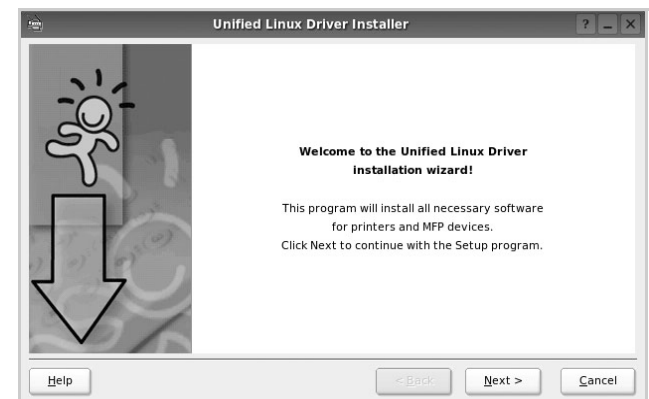 Unified Linux Driver Installer
Welcome to the Unified Linux Driver
installation wizard!
This program will install all necessary software
for printers and MFP devices.
Click Next to continue with the Setup program.
Help
< Back
Next >
Cancel